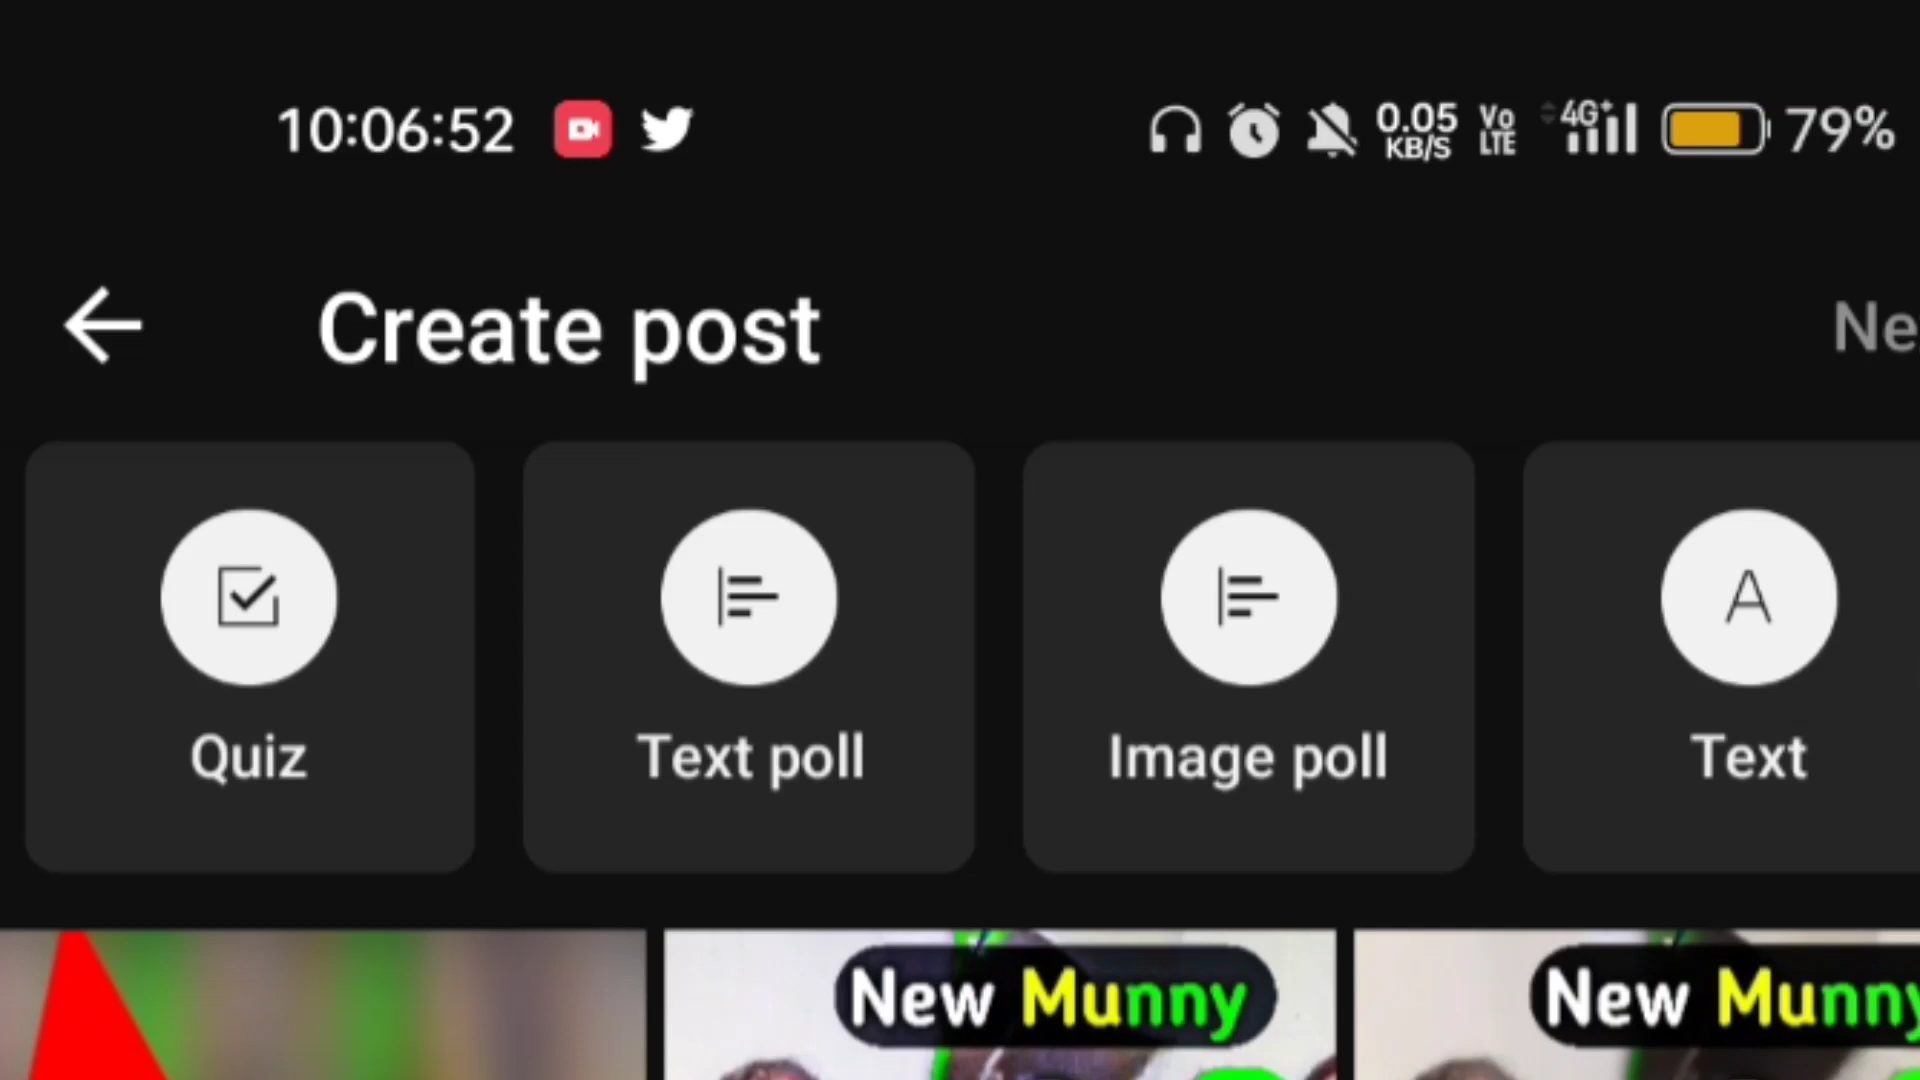 10:06:52 0.05 KB/S Vo LTE 4G+ 79%
Create post Ne
Quiz Text poll Image poll Text
New Munny New Munny